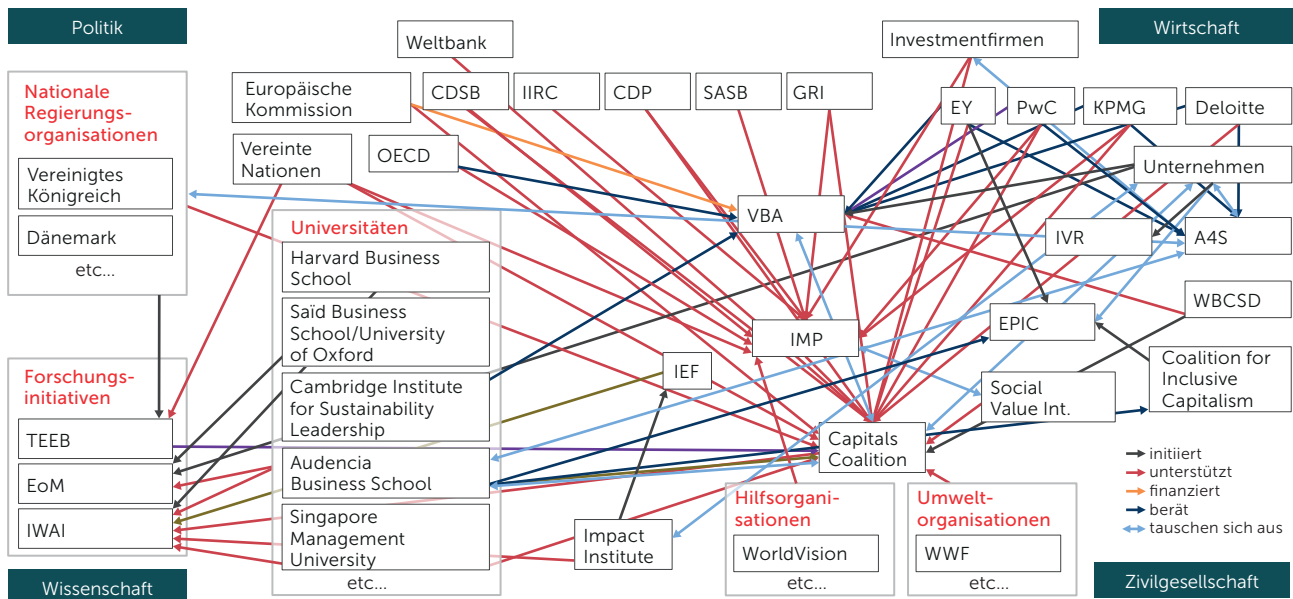 Politik
Weltbank
Investmentfirmen
Wirtschaft
Nationale
Regierungs-
organisationen
Vereinigtes
Königreich
Dänemark
etc...
Europäische
Kommission
CDSB
IIRC
CDP
SASB
GRI
EY
PwC
KPMG
Deloitte
Vereinte
Nationen
OECD
Unternehmen
VBA
IVR
A4S
Universitäten
Harvard Business
School
Saïd Business
School/University
of Oxford
Cambridge Institute
for Sustainability
Leadership
Audencia
Business School
Singapore
Management
University
etc...
WBCSD
EPIC
IMP
IEF
Coalition for
Inclusive
Capitalism
Social
Value Int.
Capitals
Coalition
Forschungs-
initiativen
TEEB
EoM
IWAI
Impact
Institute
Hilfsorgani-
sationen
WorldVision
etc...
Umwelt-
organisationen
WWF
etc...
initiiert
unterstützt
finanziert
berät
tauschen sich aus
Wissenschaft
Zivilgesellschaft